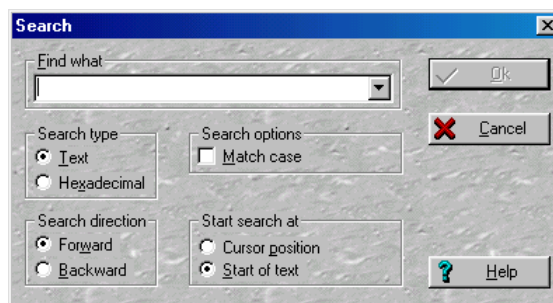 Search
Find what
Ok
Search type
Text
Hexadecimal
Search options
Match case
Cancel
Search direction
Forward
Backward
Start search at
Cursor position
Start of text
Help